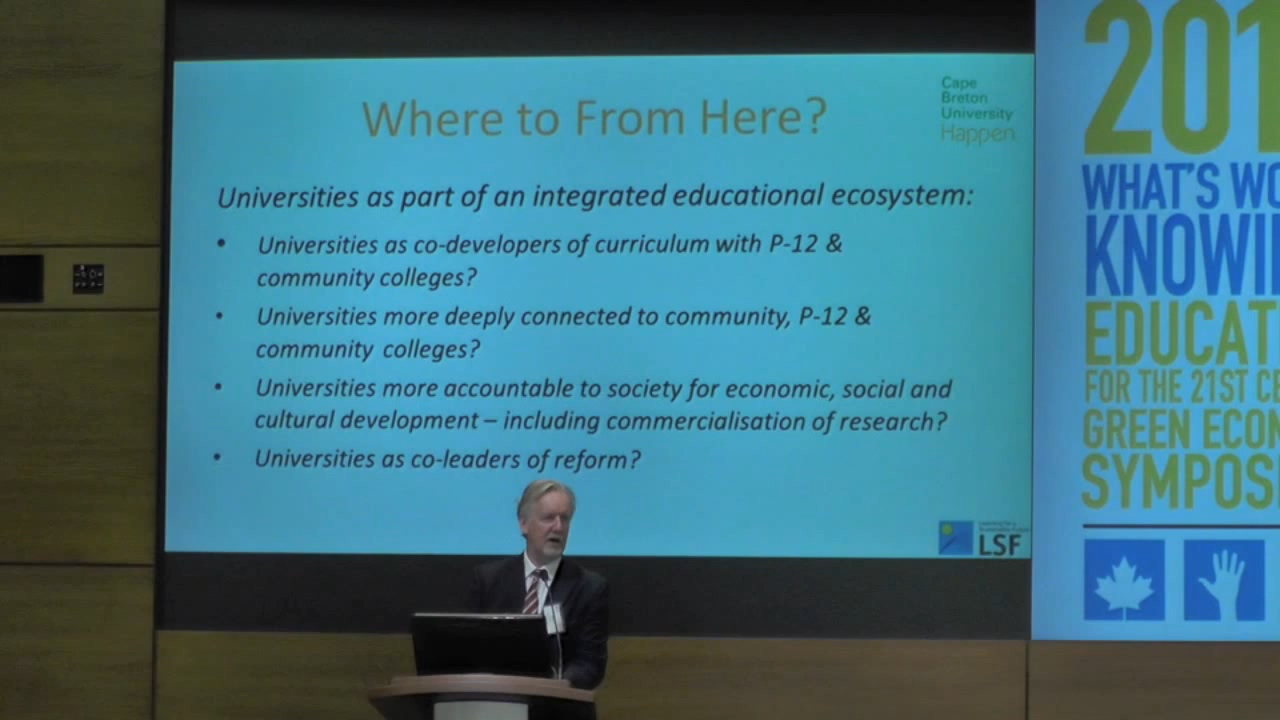 Where to From Here?
Cape
Breton
University
Happen
Universities as part of an integrated educational ecosystem:
• Universities as co-developers of curriculum with P-12 &
community colleges?
• Universities more deeply connected to community, P-12 &
community colleges?
• Universities more accountable to society for economic, social and
cultural development – including commercialisation of research?
• Universities as co-leaders of reform?
LSF
201
WHAT'S WO
KNOWI
EDUCAT
FOR THE 21ST CE
GREEN ECON
SYMPOS